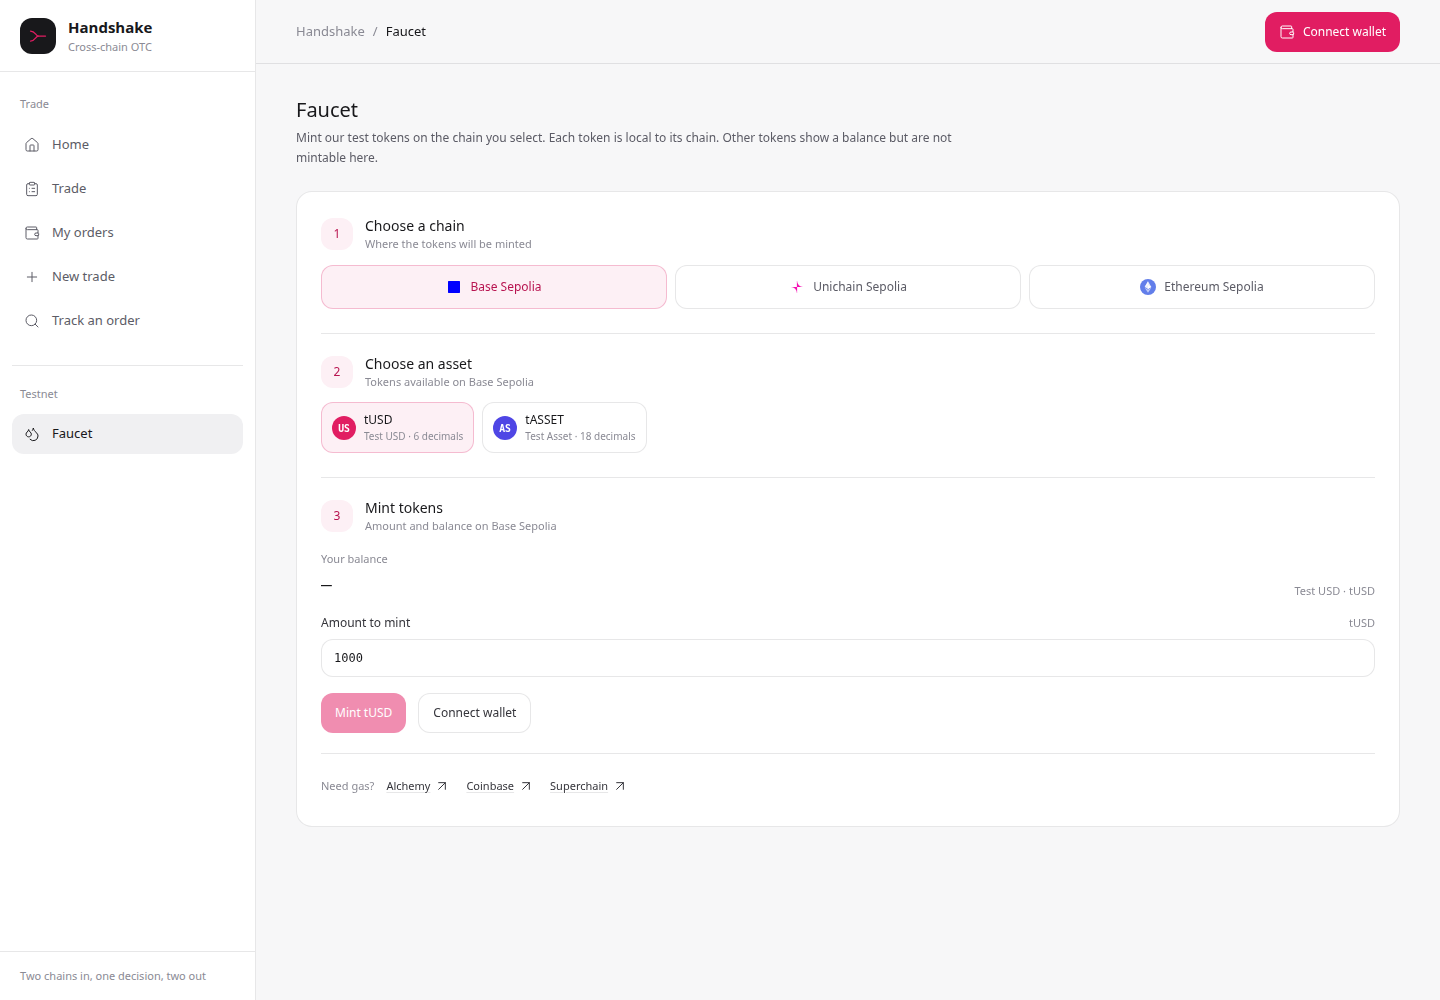 Handshake
Cross-chain OTC
Trade
Home
Trade
My orders
New trade
Track an order
Testnet
Faucet
Two chains in, one decision, two out
Handshake / Faucet
Connect wallet
Faucet
Mint our test tokens on the chain you select. Each token is local to its chain. Other tokens show a balance but are not
mintable here.
1
Choose a chain
Where the tokens will be minted
Base Sepolia
Unichain Sepolia
Ethereum Sepolia
2
Choose an asset
Tokens available on Base Sepolia
US
tUSD
Test USD · 6 decimals
AS
tASSET
Test Asset · 18 decimals
3
Mint tokens
Amount and balance on Base Sepolia
Your balance
—
Test USD · tUSD
Amount to mint
tUSD
1000
Mint tUSD
Connect wallet
Need gas? Alchemy Coinbase Superchain